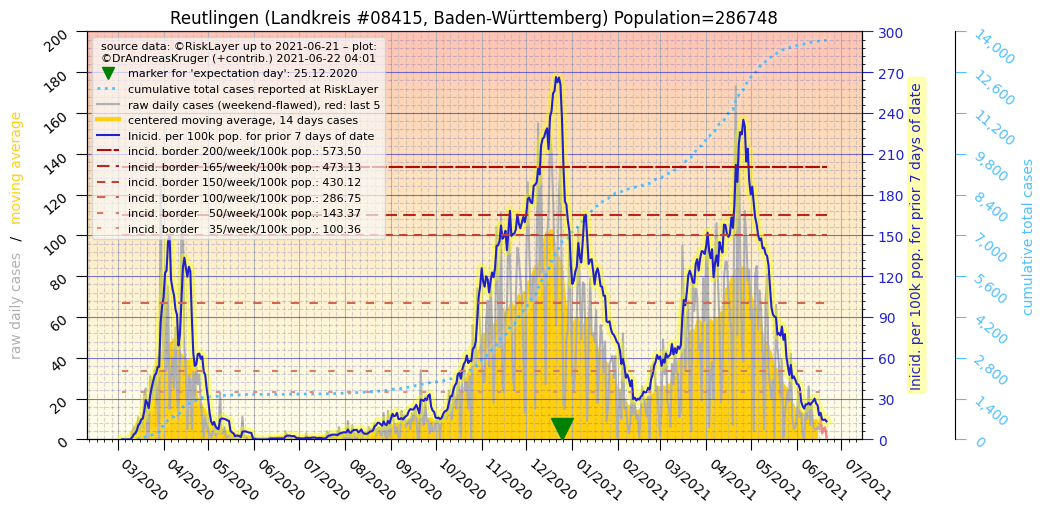 Reutlingen (Landkreis #08415, Baden-Württemberg) Population=286748
source data: ©RiskLayer up to 2021-06-21 – plot:
©DrAndreasKruger (+contrib.) 2021-06-22 04:01
marker for 'expectation day': 25.12.2020
cumulative total cases reported at RiskLayer
raw daily cases (weekend-flawed), red: last 5
centered moving average, 14 days cases
Inicid. per 100k pop. for prior 7 days of date
incid. border 200/week/100k pop.: 573.50
incid. border 165/week/100k pop.: 473.13
incid. border 150/week/100k pop.: 430.12
incid. border 100/week/100k pop.: 286.75
incid. border 50/week/100k pop.: 143.37
incid. border 35/week/100k pop.: 100.36
raw daily cases / moving average
200
180
160
140
120
100
80
60
40
20
0
03/2020
04/2020
05/2020
06/2020
07/2020
08/2020
09/2020
10/2020
11/2020
12/2020
01/2021
02/2021
03/2021
04/2021
05/2021
06/2021
07/2021
300
270
240
210
180
150
120
90
60
30
0
Inicid. per 100k pop. for prior 7 days of date
14,000
12,600
11,200
9,800
8,400
7,000
5,600
4,200
2,800
1,400
0
cumulative total cases